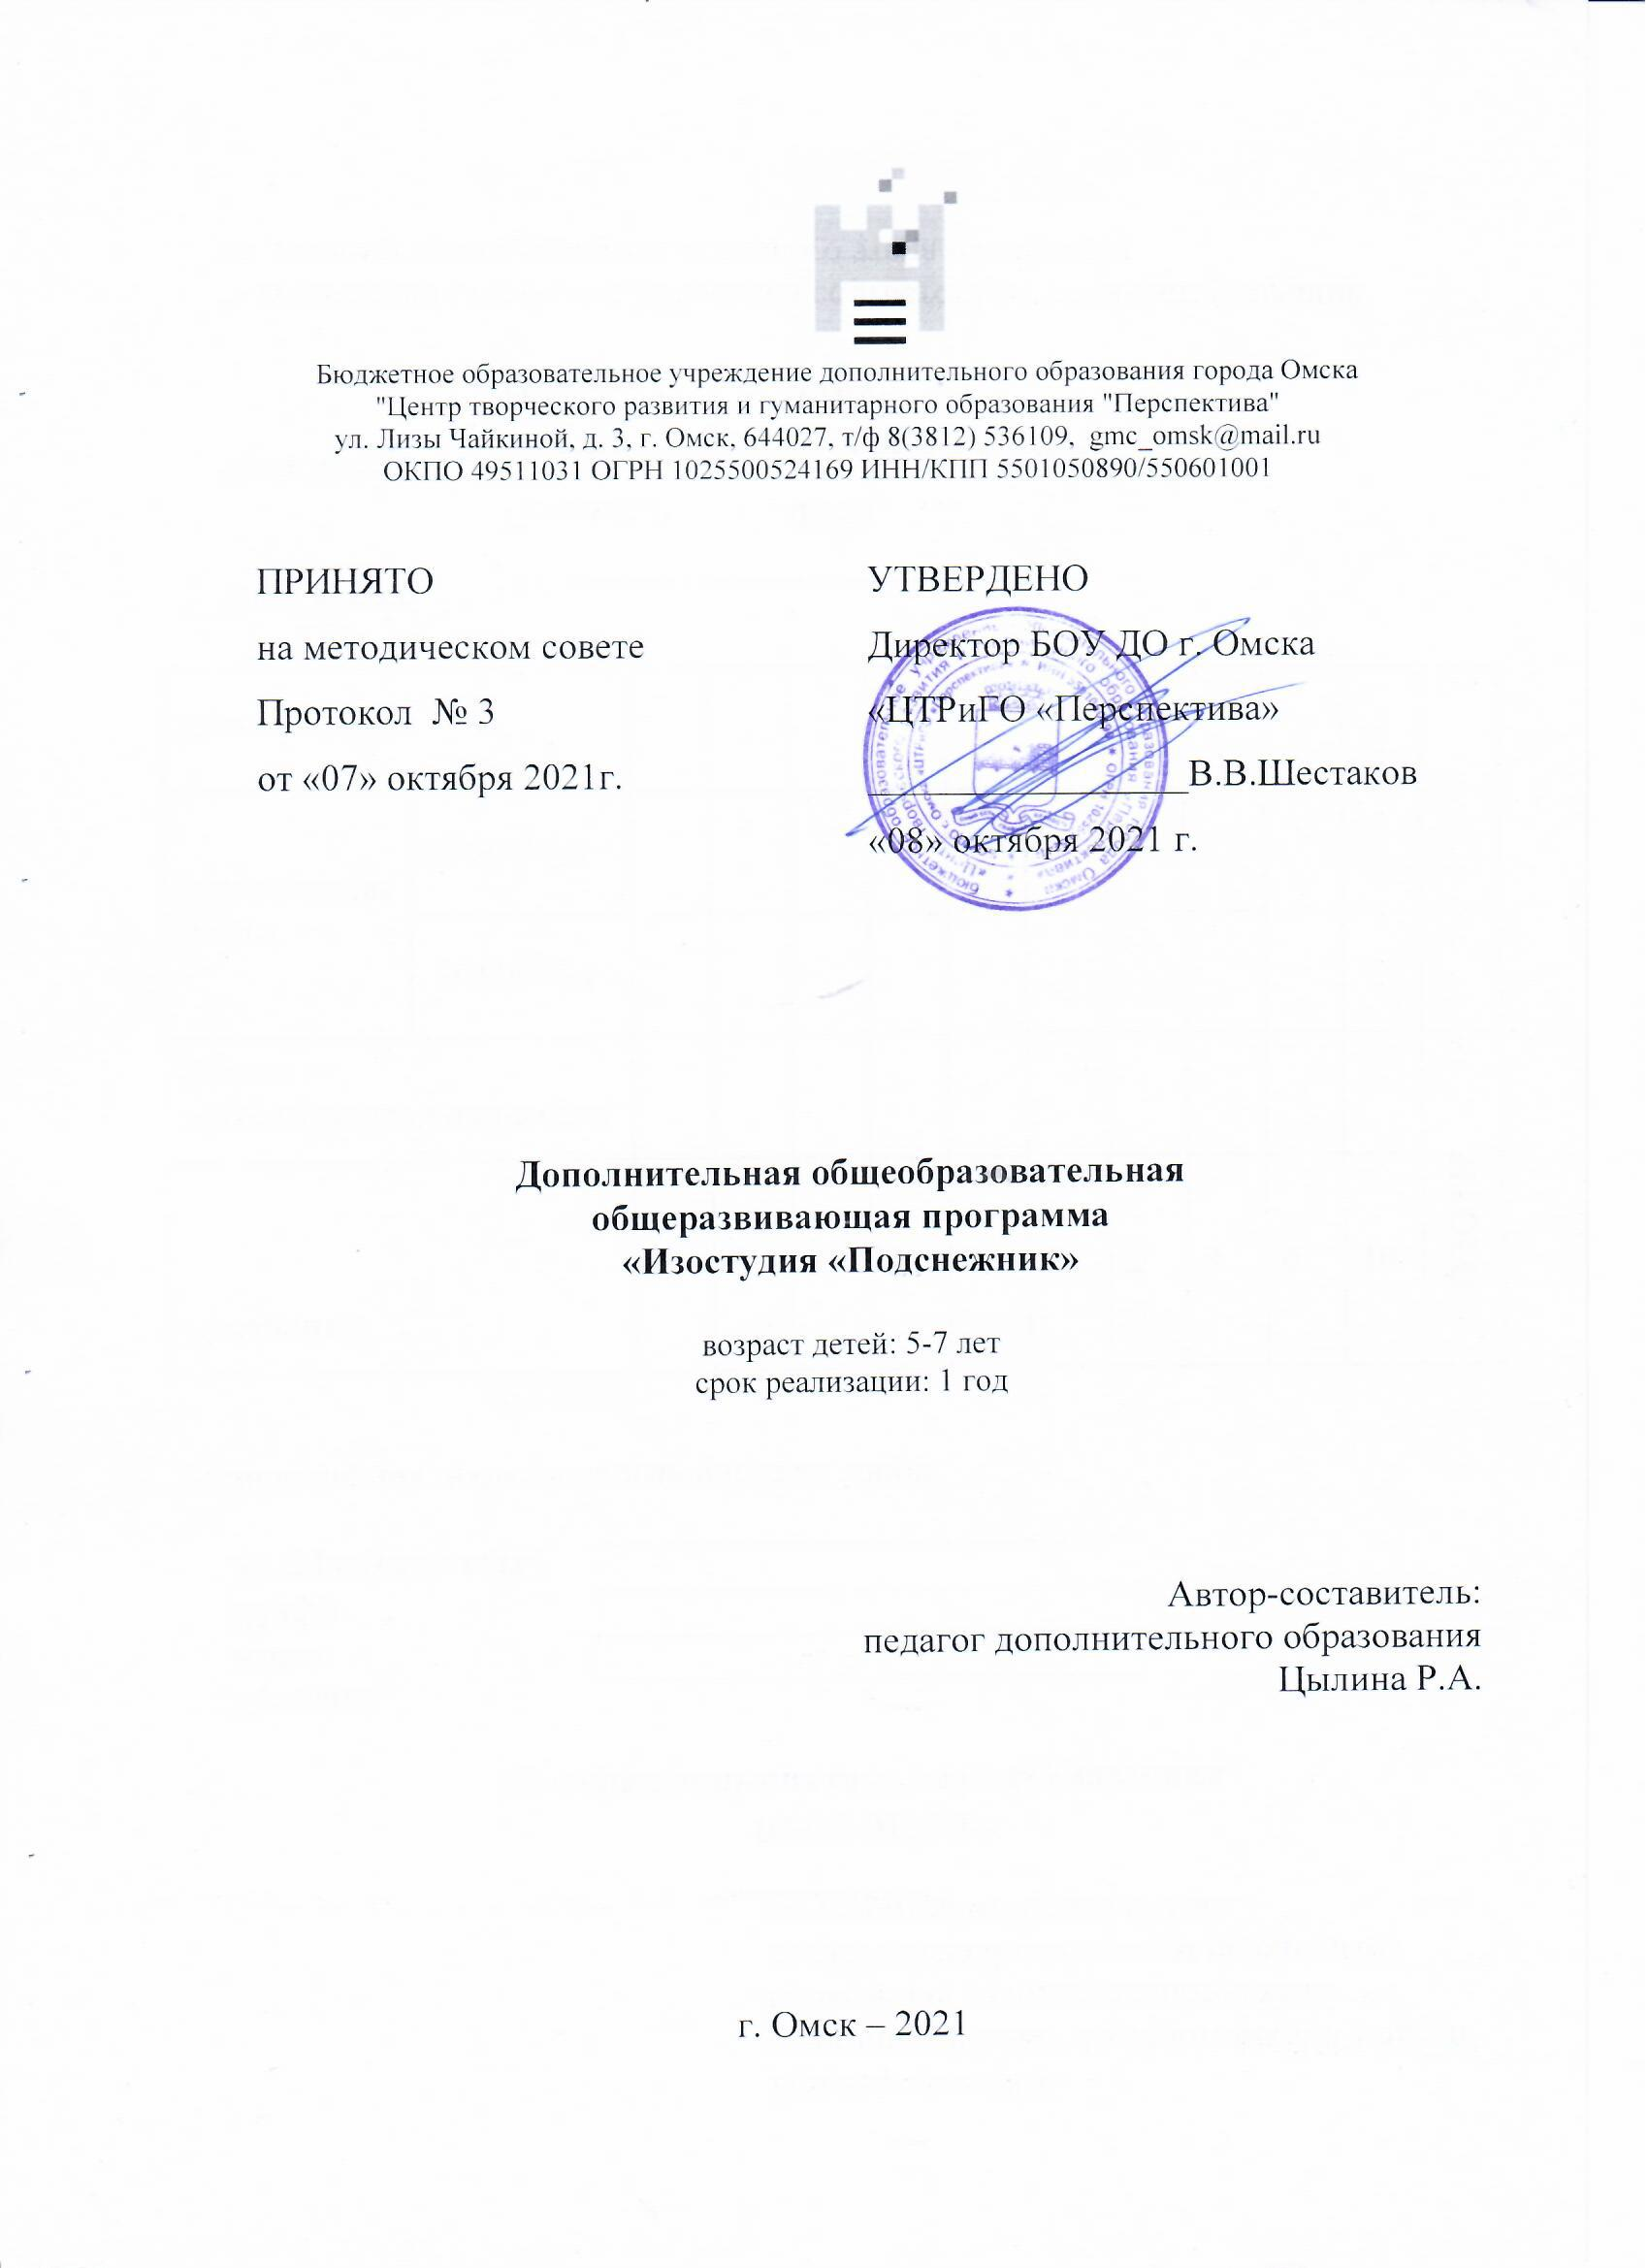 Бюджетное образовательное учреждение дополнительного образования города Омска
"Центр творческого развития и гуманитарного образования "Перспектива"
ул. Лизы Чайкиной, д. 3, г. Омск, 644027, т/ф 8(3812) 536109, gmc_omsk@mail.ru
ОКПО 49511031 ОГРН 1025500524169 ИНН/КПП 5501050890/550601001
ПРИНЯТО
на методическом совете
Протокол № 3
от «07» октября 2021г.
УТВЕРДЕНО
Директор БОУ ДО г. Омска
«ЦТРиГО «Перспектива»
_________________В.В.Шестаков
«08» октября 2021 г.
Дополнительная общеобразовательная
общеразвивающая программа
«Изостудия «Подснежник»
возраст детей: 5-7 лет
срок реализации: 1 год
Автор-составитель:
педагог дополнительного образования
Цылина Р.А.
г. Омск – 2021